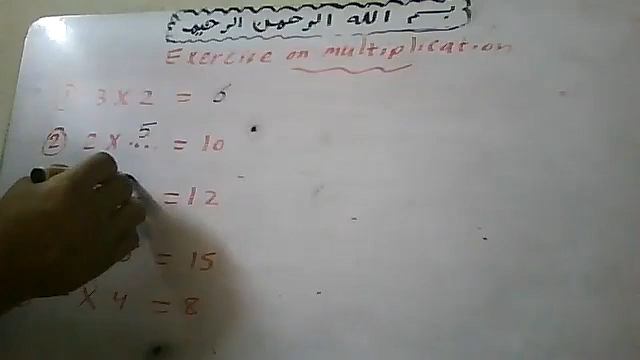 بسم الله الرحمن الرحيم
Exercise on multiplication
1 3 x 2 = 6
2 2 x 5 = 10
= 12
= 15
x 4 = 8